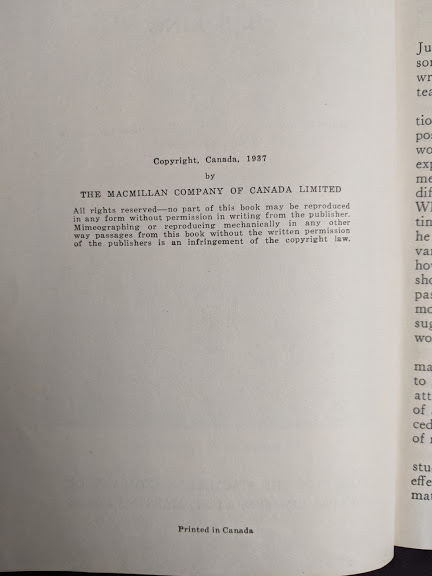 Copyright, Canada, 1937
by
THE MACMILLAN COMPANY OF CANADA LIMITED
All rights reserved—no part of this book may be reproduced
in any form without permission in writing from the publisher.
Mimeographing or reproducing mechanically in any other
way passages from this book without the written permission
of the publishers is an infringement of the copyright law.
Printed in Canada